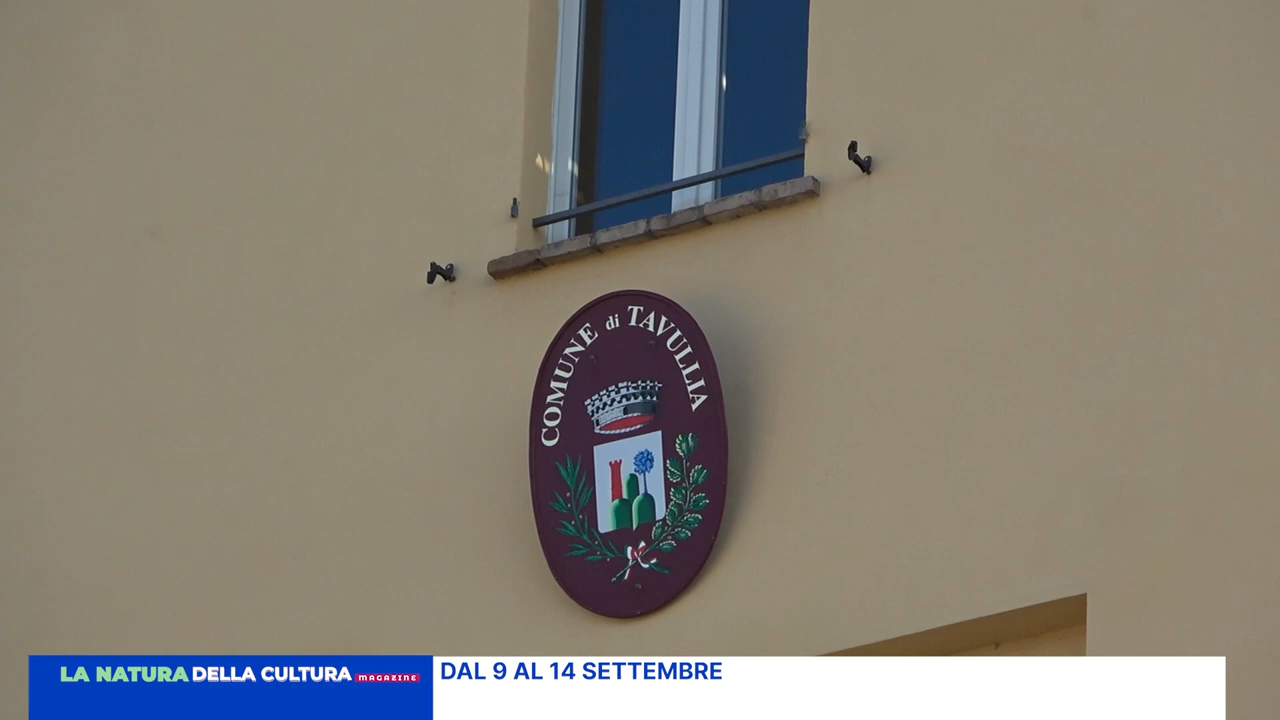 COMUNE di TAVULLIA
LA NATURA DELLA CULTURA MAGAZINE
DAL 9 AL 14 SETTEMBRE